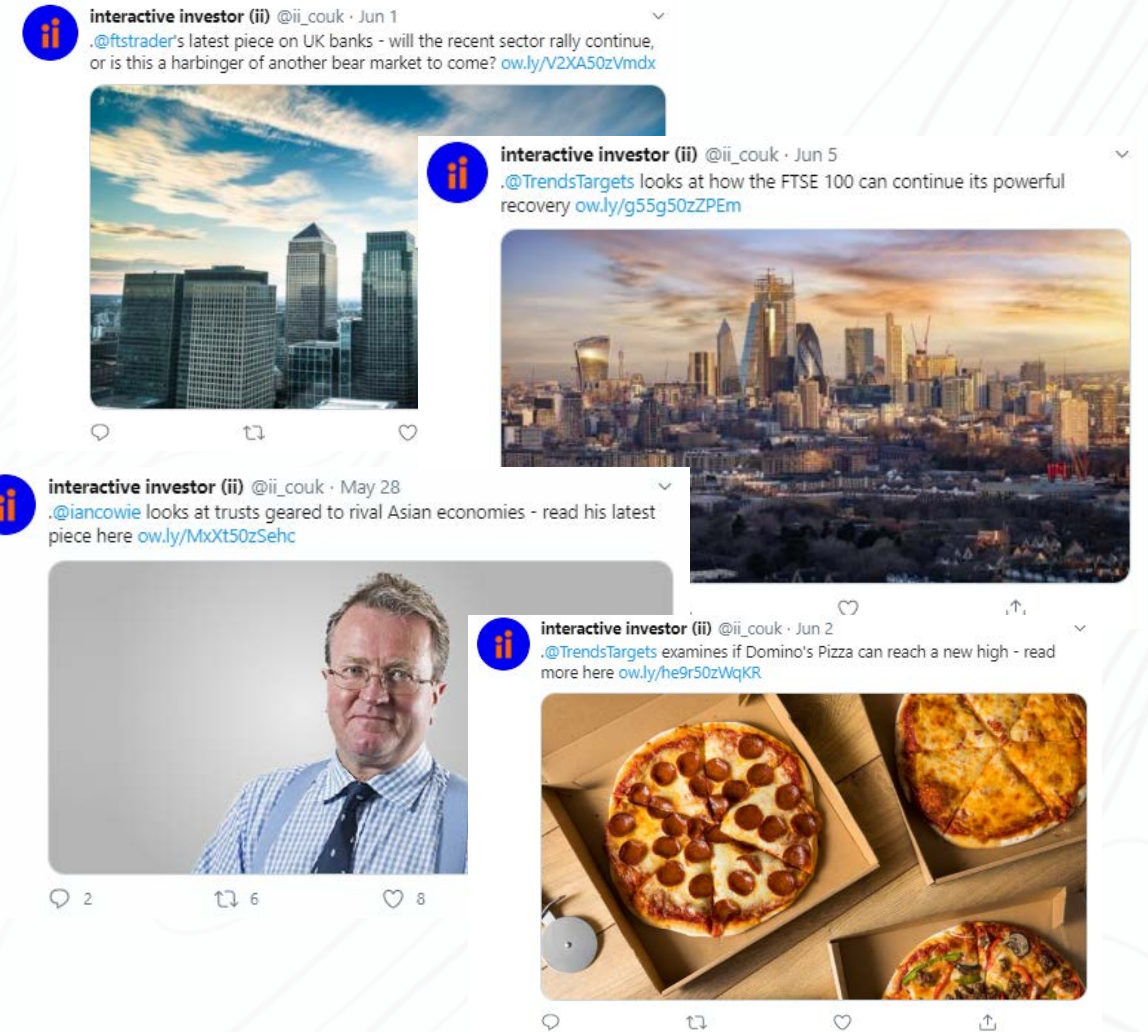 interactive investor (ii) @ii_couk · Jun 1
.@ftstrader's latest piece on UK banks - will the recent sector rally continue,
or is this a harbinger of another bear market to come? ow.ly/V2XA50zVmdx
interactive investor (ii) @ii_couk · Jun 5
.@TrendsTargets looks at how the FTSE 100 can continue its powerful
recovery ow.ly/g55g50zZPEm
interactive investor (ii) @ii_couk · May 28
.@iancowie looks at trusts geared to rival Asian economies - read his latest
piece here ow.ly/MxXt50zSehc
2 6 8
interactive investor (ii) @ii_couk · Jun 2
.@TrendsTargets examines if Domino's Pizza can reach a new high - read
more here ow.ly/he9r50zWqKR